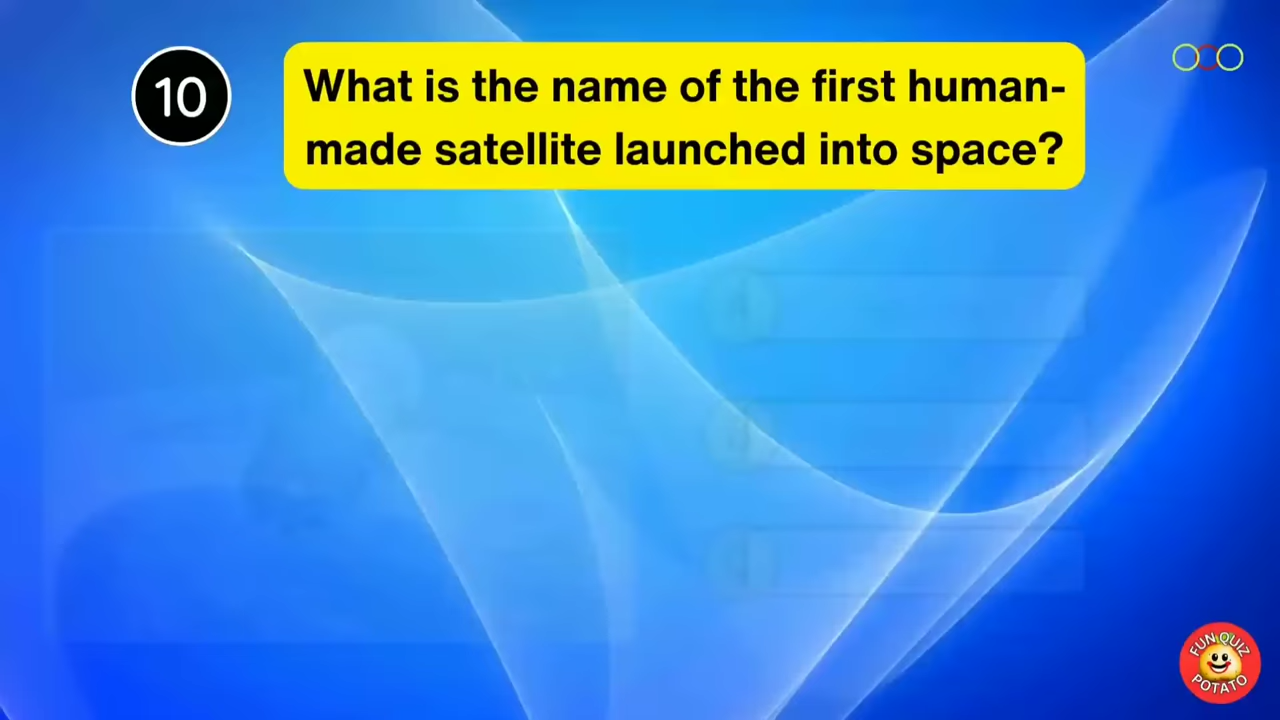 10
What is the name of the first human-
made satellite launched into space?
FUN QUIZ
POTATO